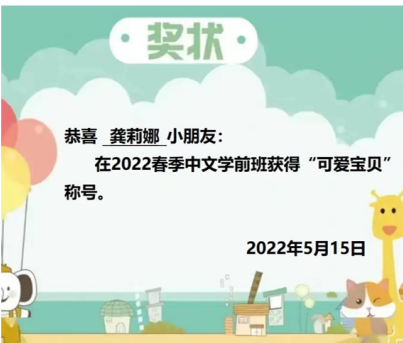 奖状
恭喜 龚莉娜 小朋友：
在2022春季中文学前班获得“可爱宝贝”
称号。
2022年5月15日